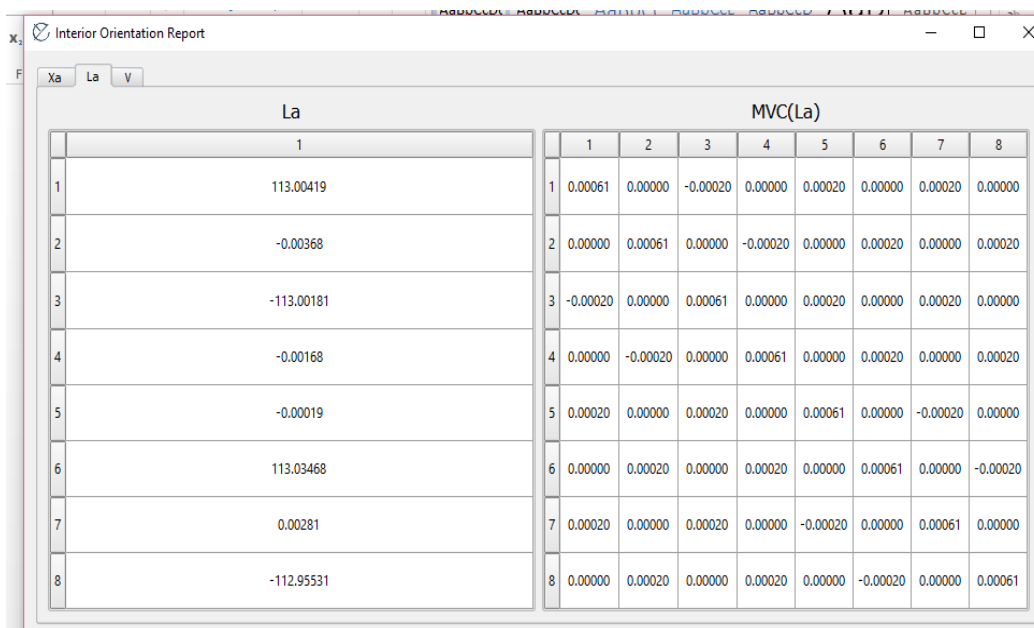 AaBbCcDc AaBbCcDc
X₂ Interior Orientation Report
F
Xa La V
La MVC(La)
1 1 2 3 4 5 6 7 8
1 113.00419 1 0.00061 0.00000 -0.00020 0.00000 0.00020 0.00000 0.00020 0.00000
2 -0.00368 2 0.00000 0.00061 0.00000 -0.00020 0.00000 0.00020 0.00000 0.00020
3 -113.00181 3 -0.00020 0.00000 0.00061 0.00000 0.00020 0.00000 0.00020 0.00000
4 -0.00168 4 0.00000 -0.00020 0.00000 0.00061 0.00000 0.00020 0.00000 0.00020
5 -0.00019 5 0.00020 0.00000 0.00020 0.00000 0.00061 0.00000 -0.00020 0.00000
6 113.03468 6 0.00000 0.00020 0.00000 0.00020 0.00000 0.00061 0.00000 -0.00020
7 0.00281 7 0.00020 0.00000 0.00020 0.00000 -0.00020 0.00000 0.00061 0.00000
8 -112.95531 8 0.00000 0.00020 0.00000 0.00020 0.00000 -0.00020 0.00000 0.00061